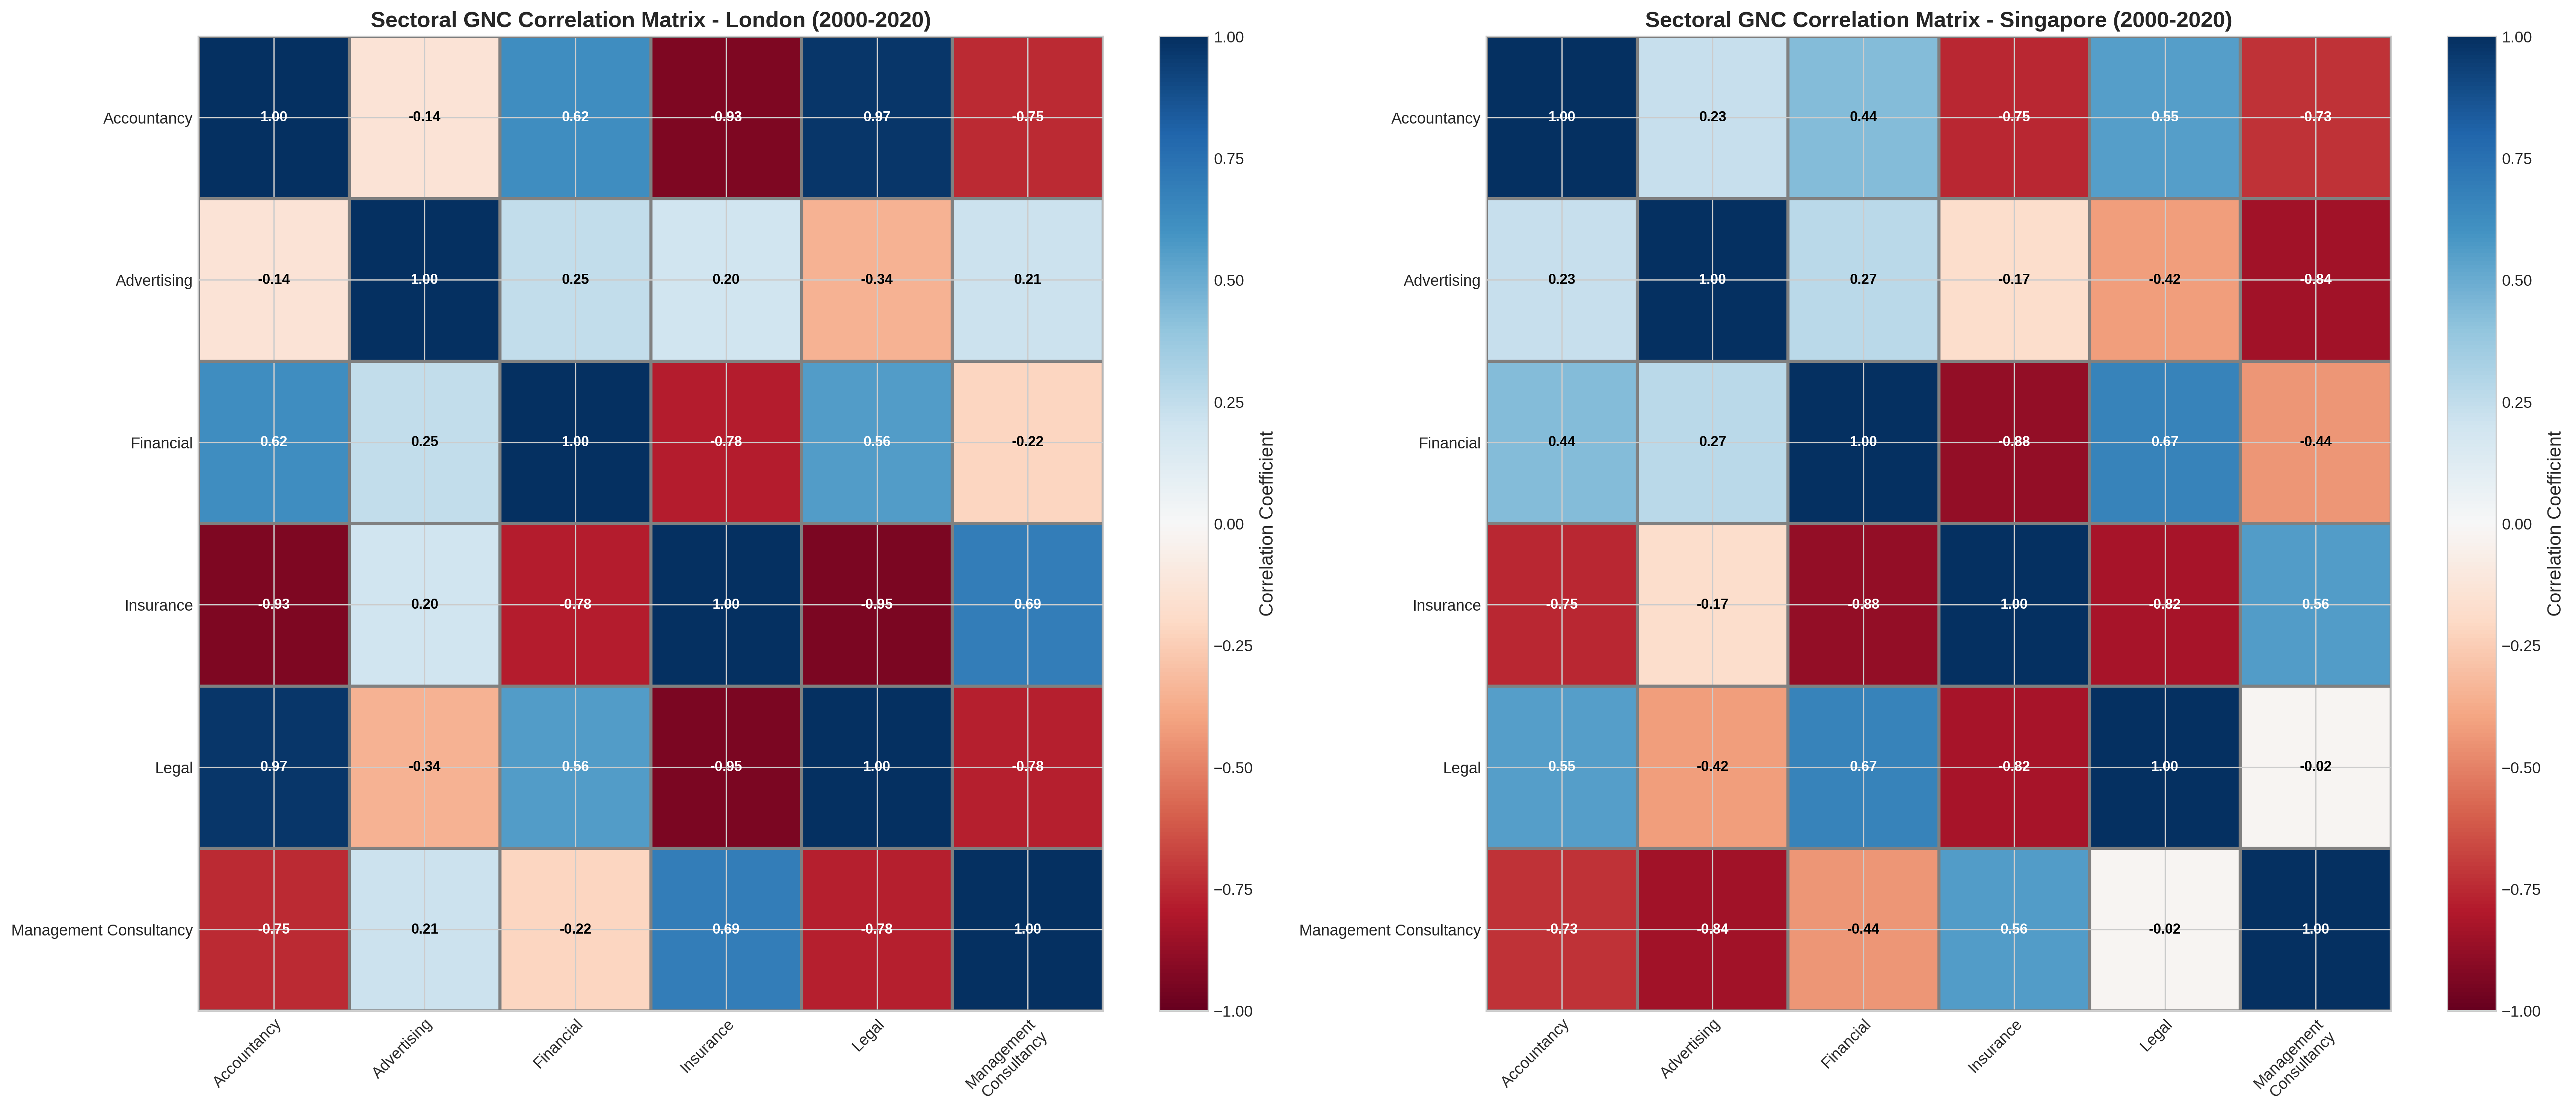 Sectoral GNC Correlation Matrix - London (2000-2020)
Accountancy 1.00 -0.14 0.62 -0.93 0.97 -0.75
Advertising -0.14 1.00 0.25 0.20 -0.34 0.21
Financial 0.62 0.25 1.00 -0.78 0.56 -0.22
Insurance -0.93 0.20 -0.78 1.00 -0.95 0.69
Legal 0.97 -0.34 0.56 -0.95 1.00 -0.78
Management Consultancy -0.75 0.21 -0.22 0.69 -0.78 1.00
Accountancy
Advertising
Financial
Insurance
Legal
Management
Consultancy
1.00
0.75
0.50
0.25
0.00
−0.25
−0.50
−0.75
−1.00
Correlation Coefficient
Sectoral GNC Correlation Matrix - Singapore (2000-2020)
Accountancy 1.00 0.23 0.44 -0.75 0.55 -0.73
Advertising 0.23 1.00 0.27 -0.17 -0.42 -0.84
Financial 0.44 0.27 1.00 -0.88 0.67 -0.44
Insurance -0.75 -0.17 -0.88 1.00 -0.82 0.56
Legal 0.55 -0.42 0.67 -0.82 1.00 -0.02
Management Consultancy -0.73 -0.84 -0.44 0.56 -0.02 1.00
Accountancy
Advertising
Financial
Insurance
Legal
Management
Consultancy
1.00
0.75
0.50
0.25
0.00
−0.25
−0.50
−0.75
−1.00
Correlation Coefficient